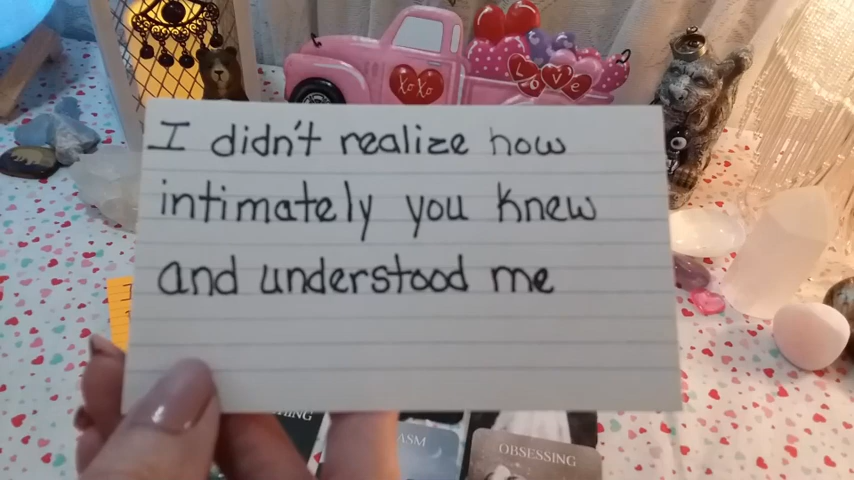 xoxo
Love
I didn't realize how
intimately you knew
and understood me
OBSESSING